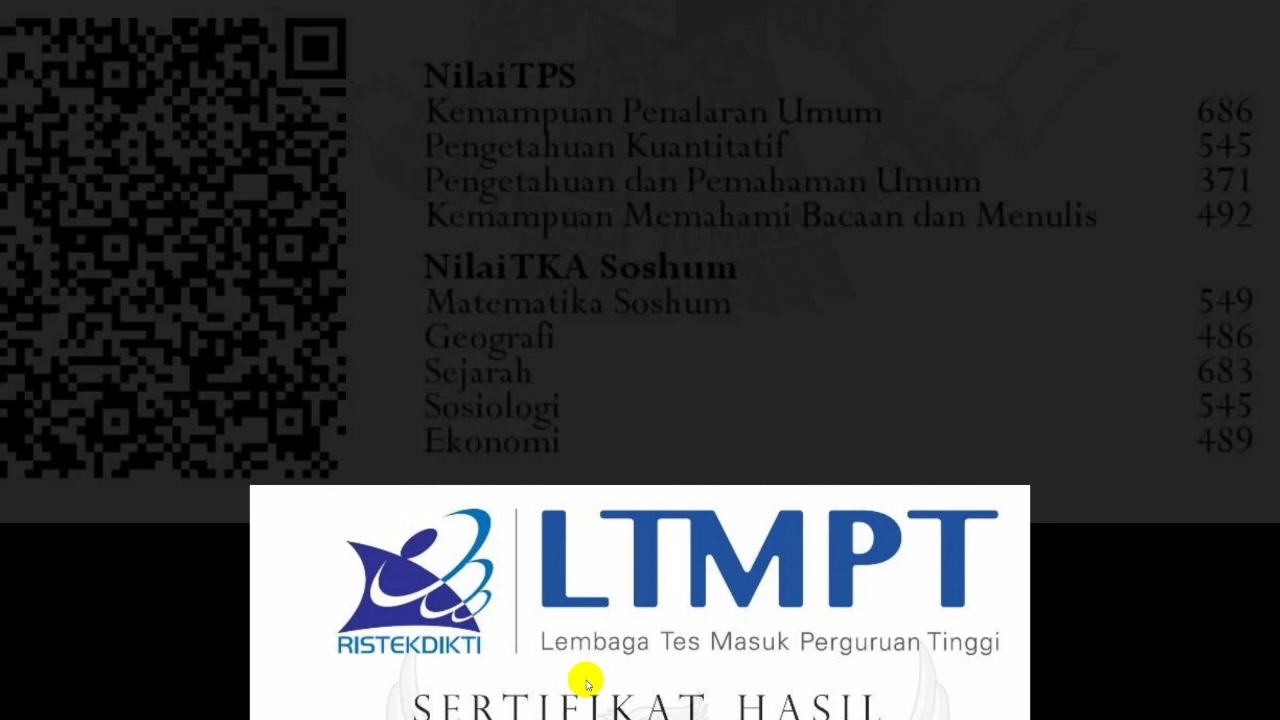 Nilai TPS
Kemampuan Penalaran Umum 686
Pengetahuan Kuantitatif 545
Pengetahuan dan Pemahaman Umum 371
Kemampuan Memahami Bacaan dan Menulis 492
Nilai TKA Soshum
Matematika Soshum 549
Geografi 486
Sejarah 683
Sosiologi 545
Ekonomi 489
LTMPT
RISTEKDIKTI
Lembaga Tes Masuk Perguruan Tinggi
SERTIFIKAT HASIL